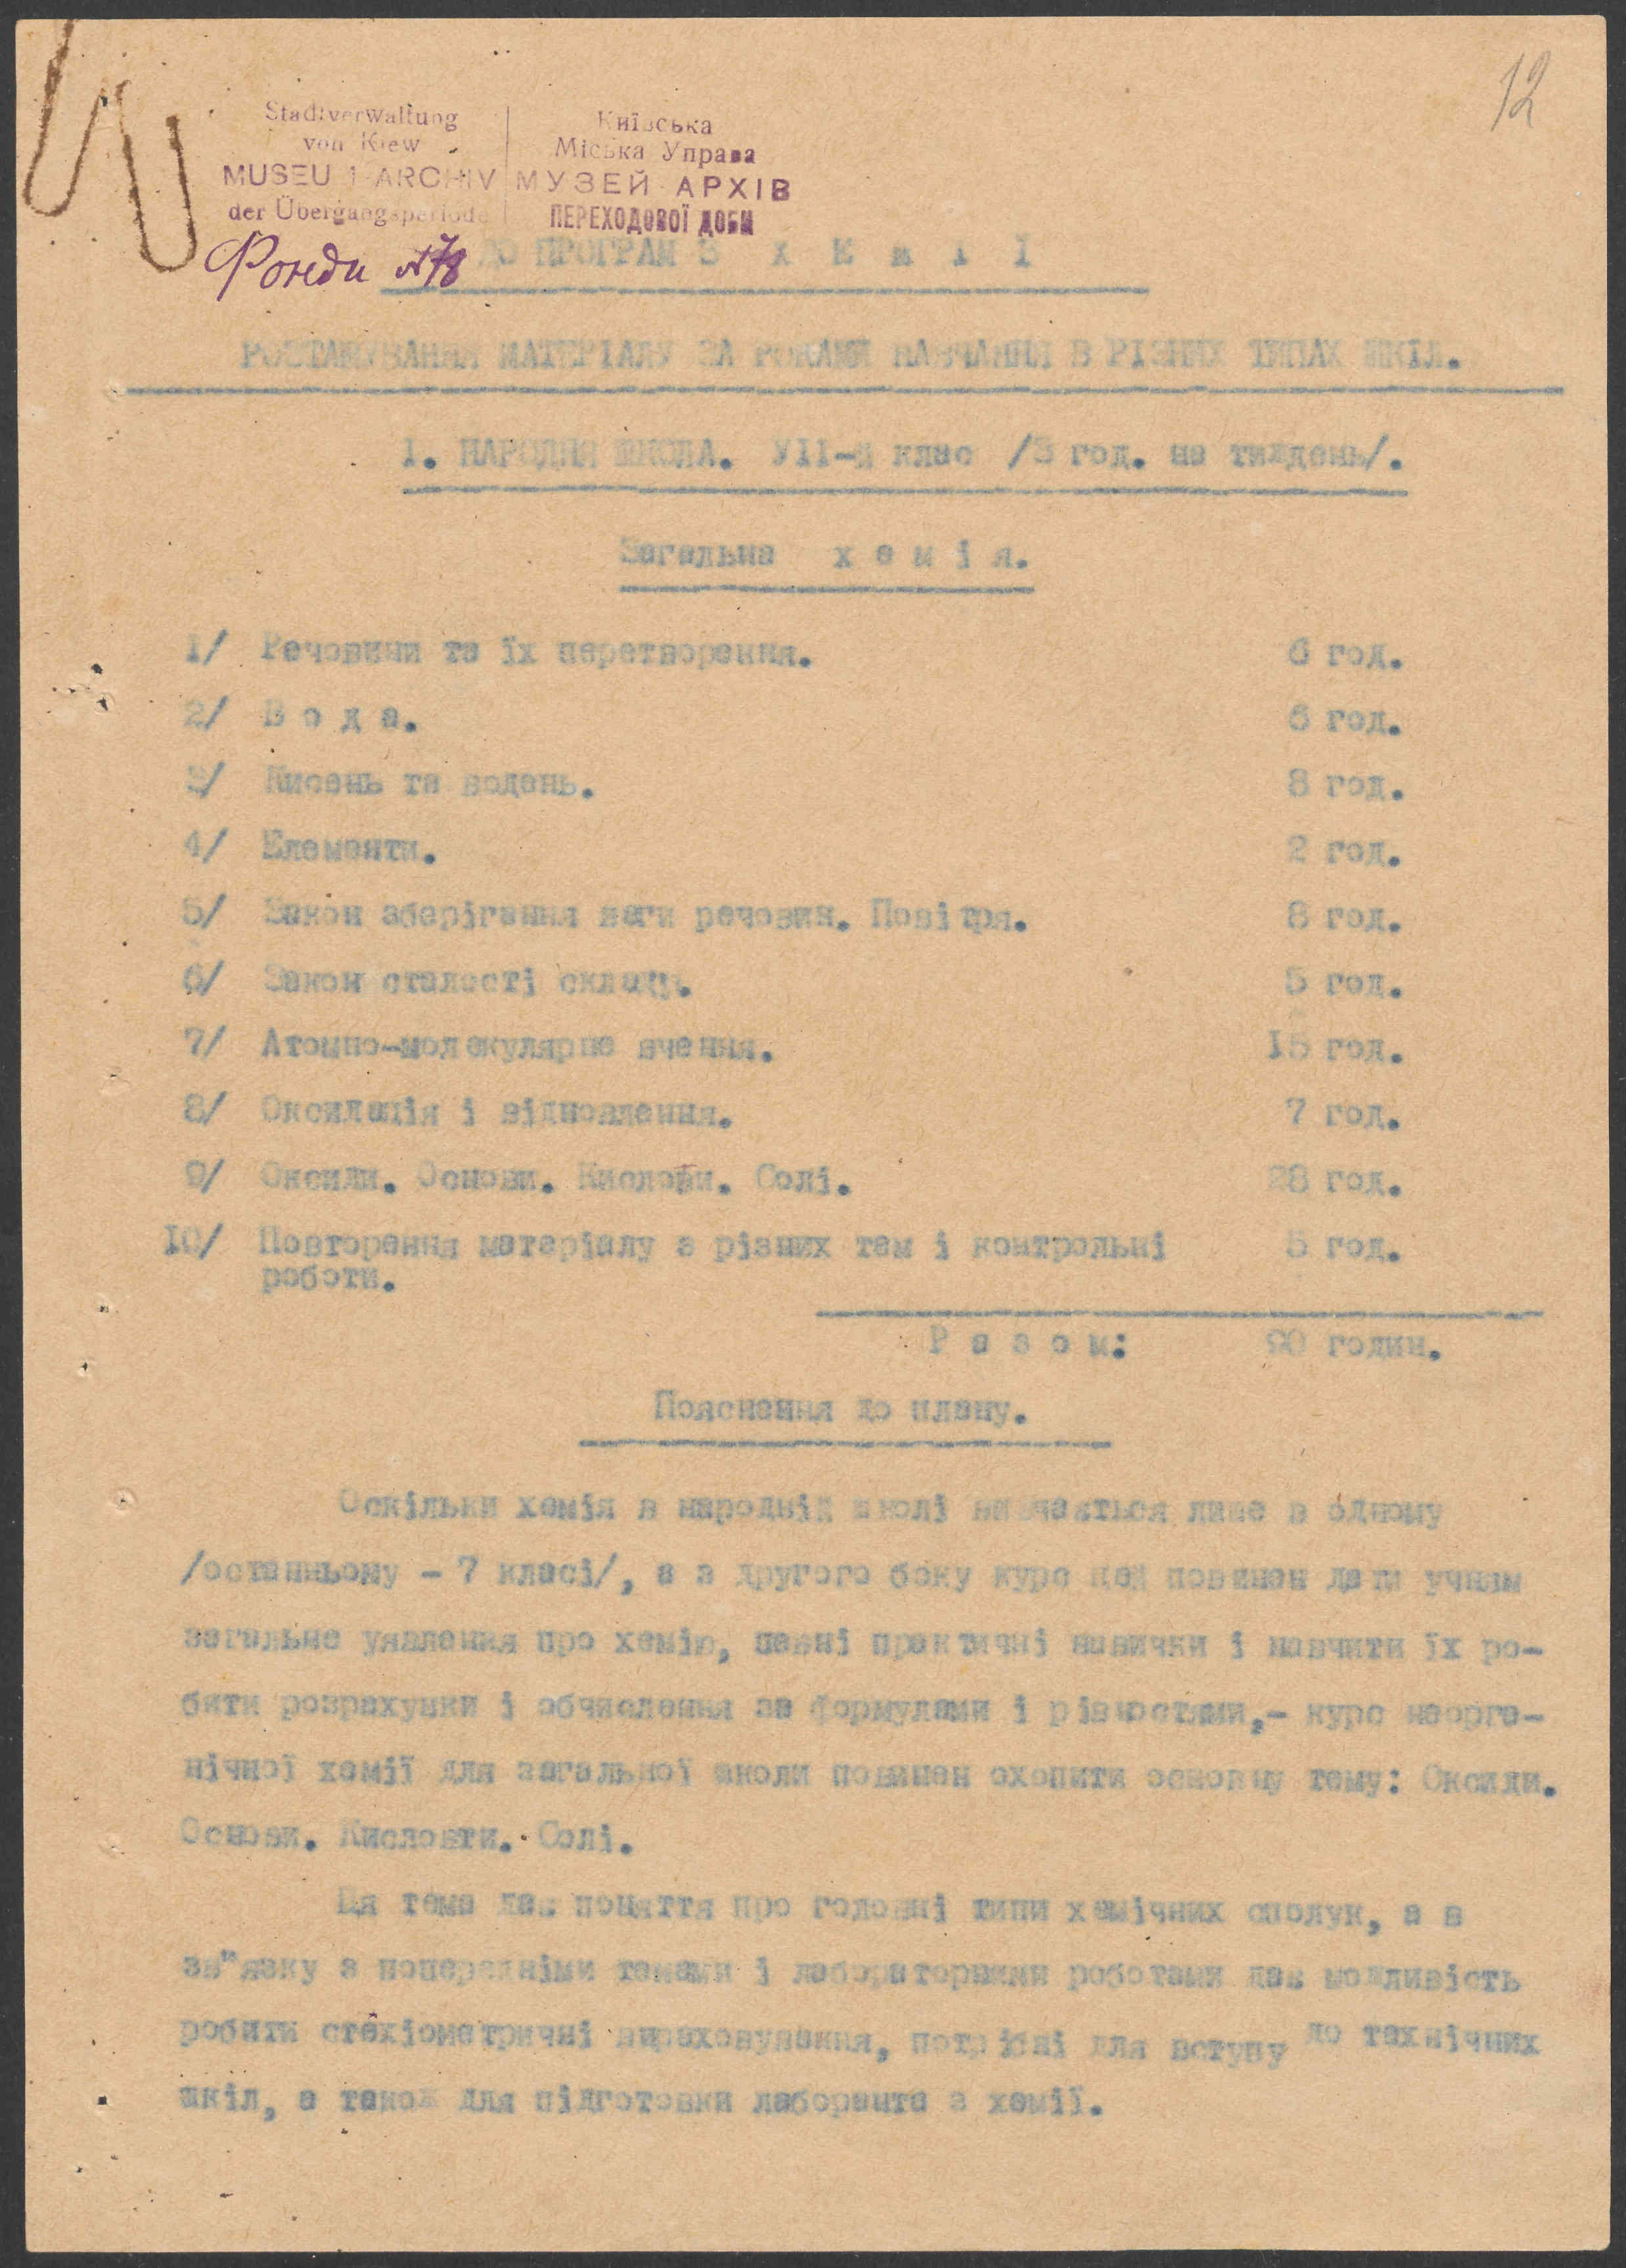 12
Stadtverwaltung
von Kiew
MUSEUM-ARCHIV
der Übergangsperiode
Київська
Міська Управа
МУЗЕЙ-АРХІВ
ПЕРЕХОДОВОЇ ДОБИ
Фонди №78
ДО ПРОГРАМ З Х Е М І Ї
РОЗТАШУВАННЯ МАТЕРІАЛУ ЗА РОКАМИ НАВЧАННЯ В РІЗНИХ ТИПАХ ШКІЛ.
1. НАРОДНЯ ШКОЛА. УІІ-й клас /3 год. на тиждень/.
Загальна х е м і я.
1/ Речовини та їх перетворення. 6 год.
2/ В о д а. 6 год.
3/ Кисень та водень. 8 год.
4/ Елементи. 2 год.
5/ Закон зберігання ваги речовин. Повітря. 8 год.
6/ Закон сталості складу. 5 год.
7/ Атомно-молекулярне вчення. 15 год.
8/ Оксидація і відновлення. 7 год.
9/ Оксиди. Основи. Кислоти. Солі. 28 год.
10/ Повторення матеріалу з різних тем і контрольні 5 год.
роботи.
Р а з о м: 90 годин.
Пояснення до плану.
Оскільки хемія в народній школі вивчається лише в одному
/останньому - 7 класі/, а з другого боку курс цей повинен дати учням
загальне уявлення про хемію, певні практичні навички і навчити їх ро-
бити розрахунки і обчислення за формулами і рівностями,- курс неорга-
нічної хемії для загальної школи повинен охопити основну тему: Оксиди.
Основи. Кислоти. Солі.
Ця тема дає поняття про головні типи хемічних сполук, а в
зв"язку з попередніми темами і лабораторними роботами дає можливість
робити стехіометричні вираховування, потрібні для вступу до технічних
шкіл, а також для підготовки лаборанта з хемії.